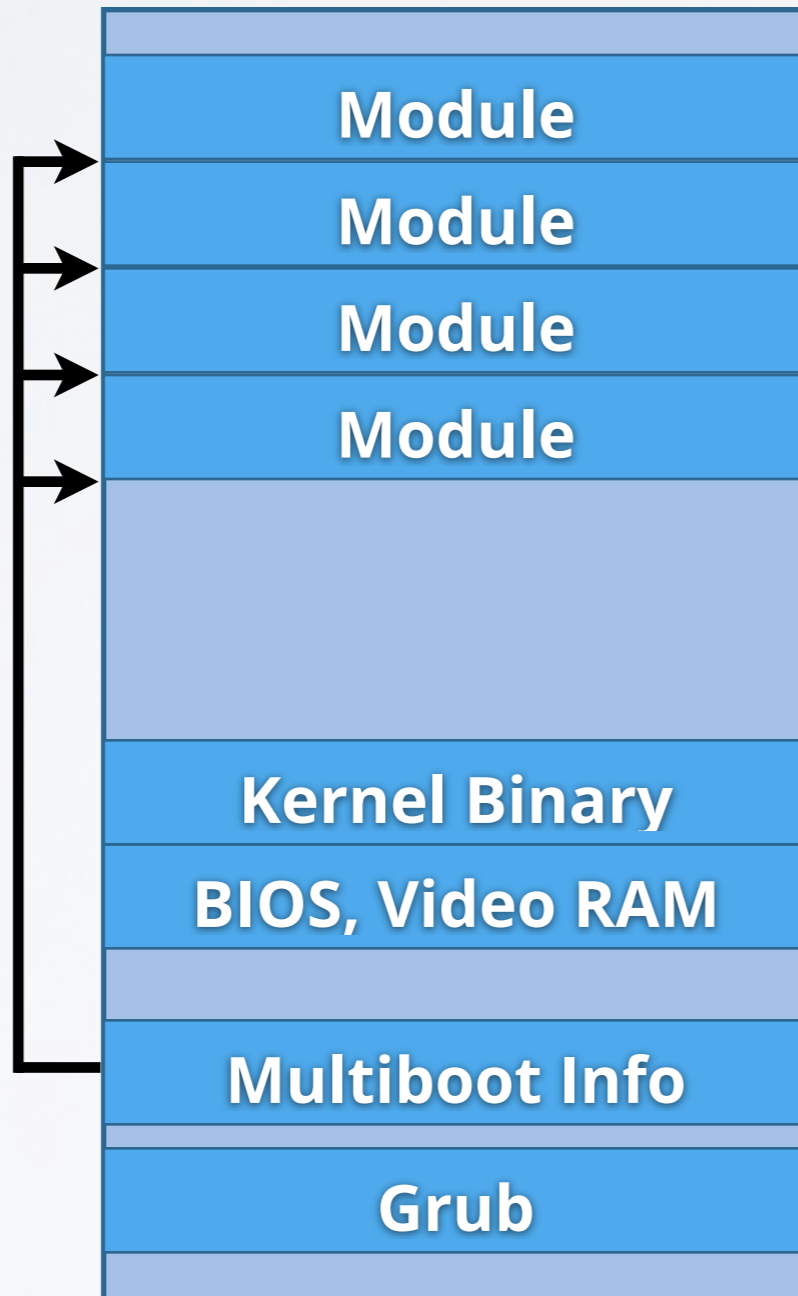 Module
Module
Module
Module
Kernel Binary
BIOS, Video RAM
Multiboot Info
Grub